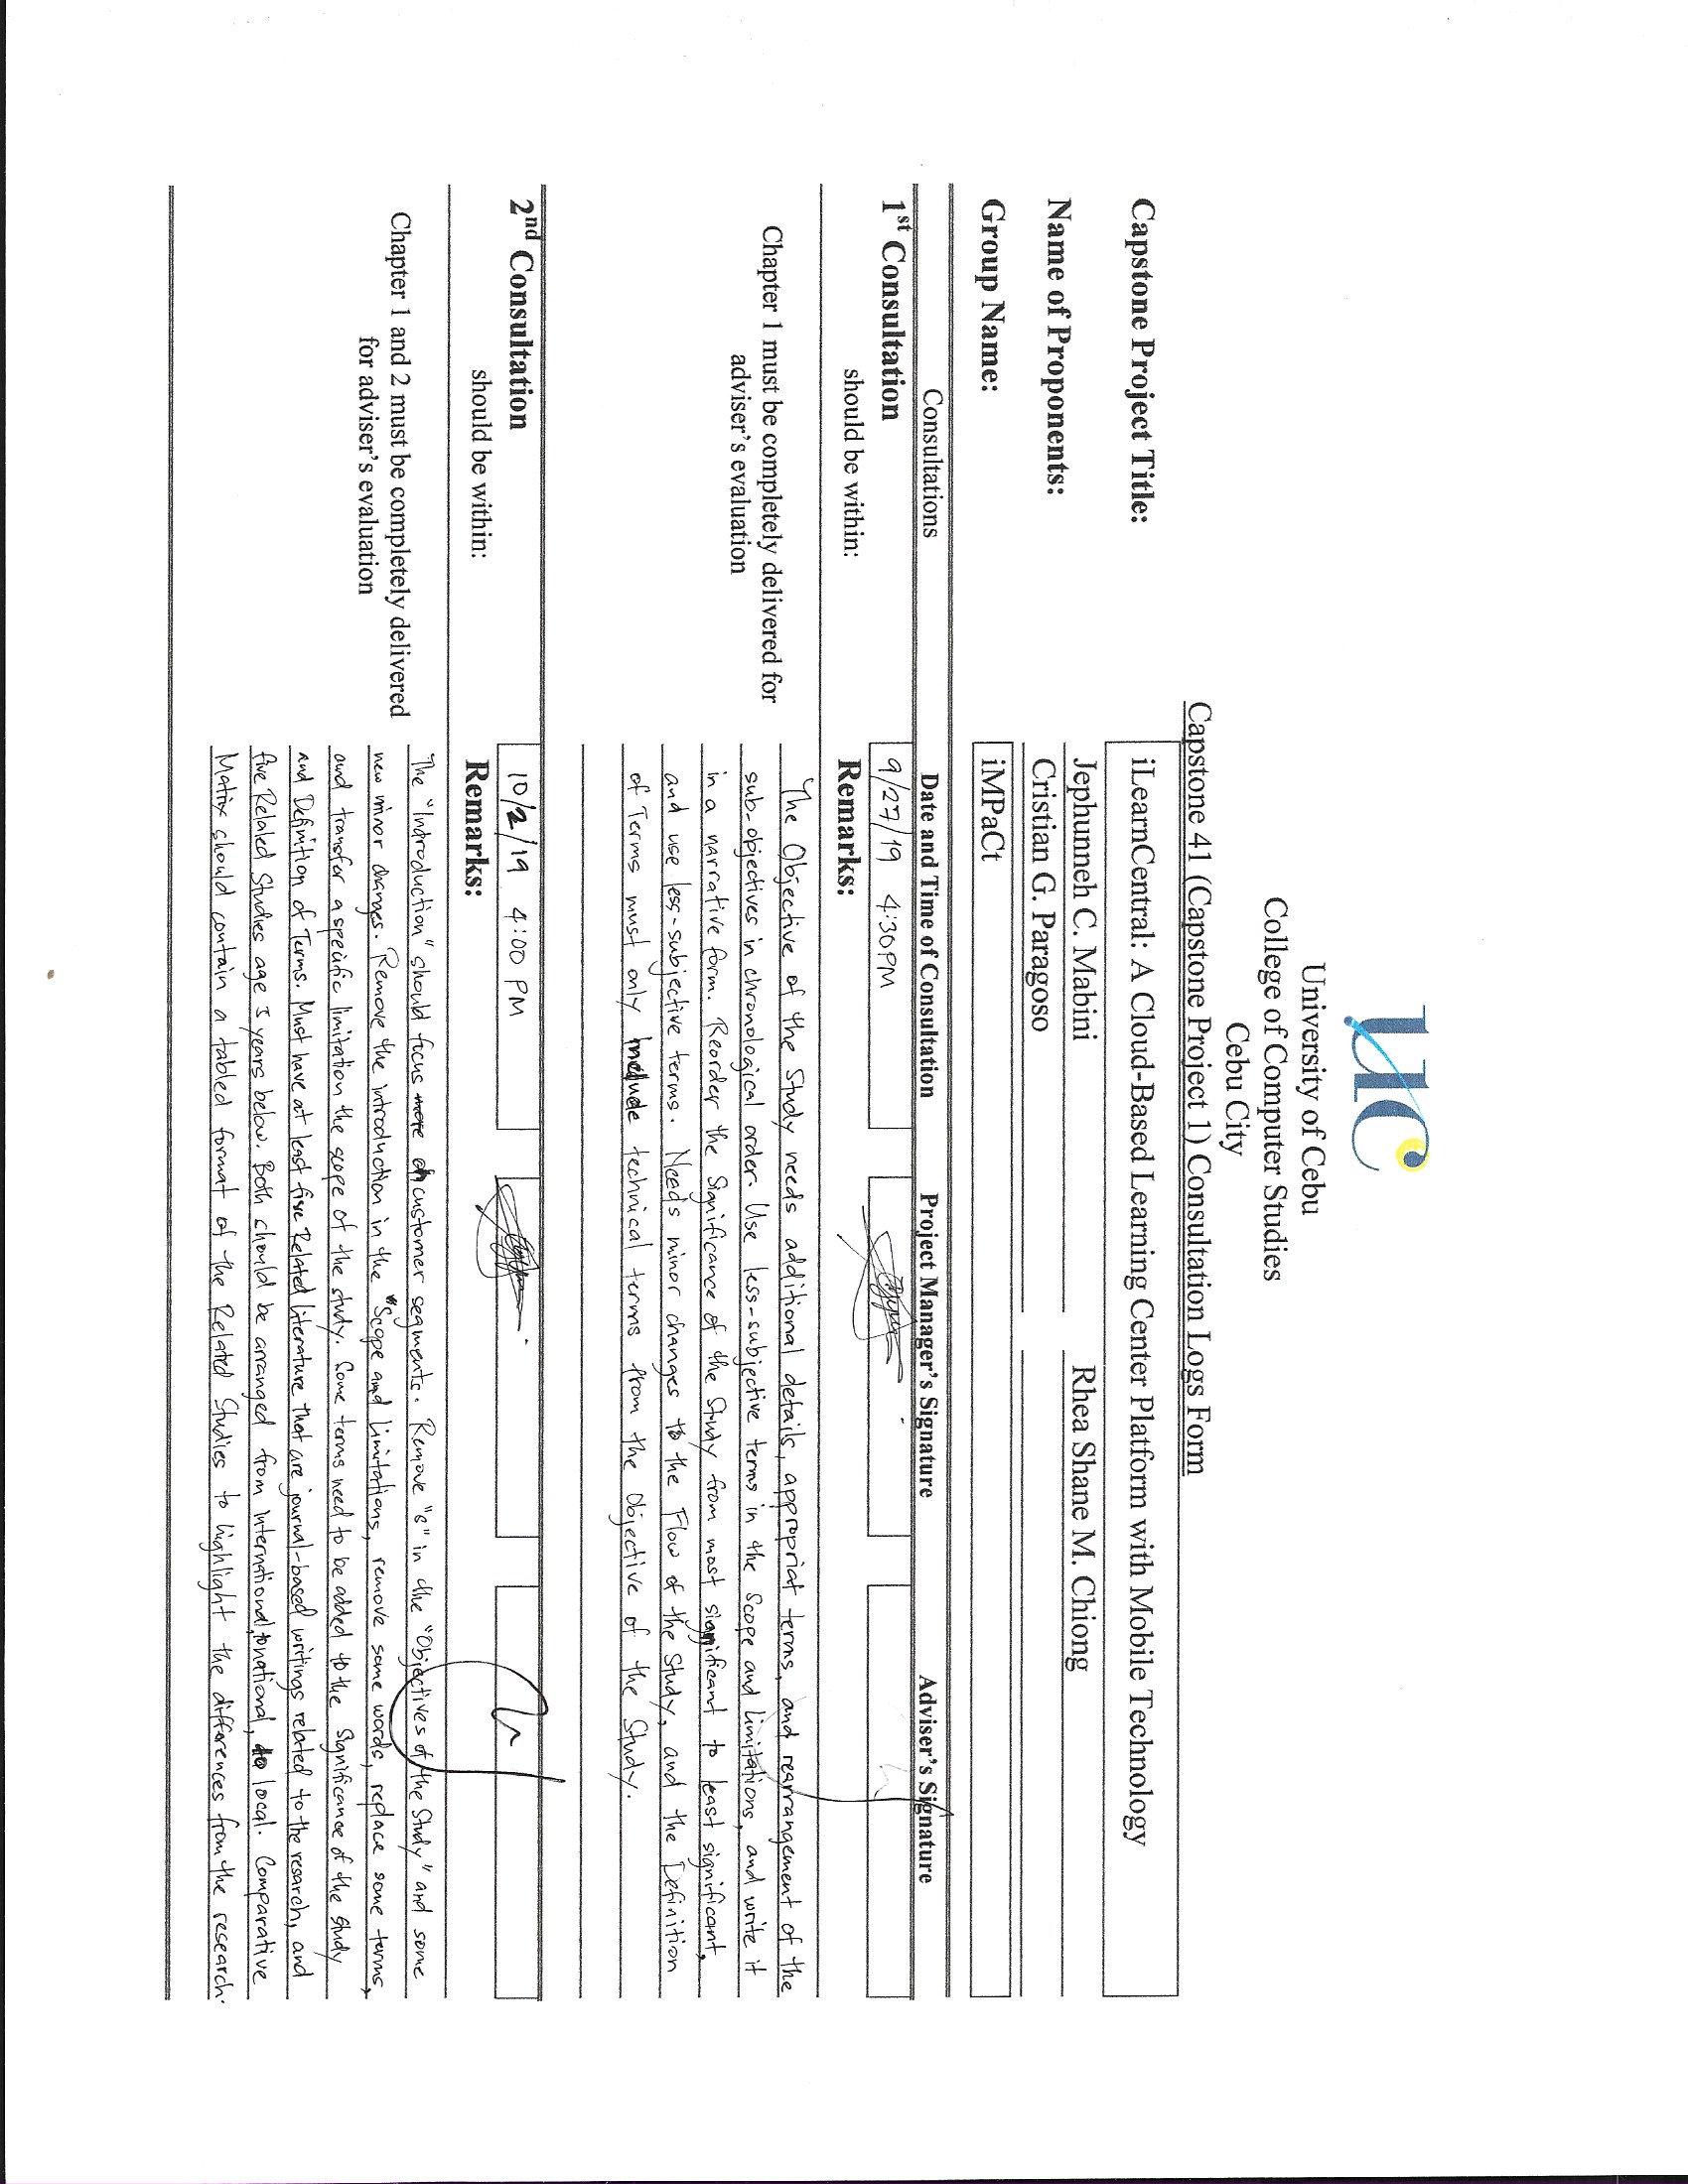 UC
University of Cebu
College of Computer Studies
Cebu City
Capstone 41 (Capstone Project 1) Consultation Logs Form
Capstone Project Title: iLearnCentral: A Cloud-Based Learning Center Platform with Mobile Technology
Name of Proponents: Jephunneh C. Mabini Rhea Shane M. Chiong
Cristian G. Paragoso
Group Name: iMPaCt
Consultations Date and Time of Consultation Project Manager's Signature Adviser's Signature
1st Consultation 9/27/19 4:30PM
should be within: Remarks:
Chapter 1 must be completely delivered for
adviser's evaluation
The Objective of the Study needs additional details, appropriat terms, and rearrangement of the
sub-objectives in chronological order. Use less-subjective terms in the Scope and limitations, and write it
in a narrative form. Reorder the Significance of the Study from most significant to least significant,
and use less-subjective terms. Needs minor changes to the Flow of the Study, and the Definition
of Terms must only include technical terms from the Objective of the Study.
2nd Consultation 10/2/19 4:00 PM
should be within: Remarks:
Chapter 1 and 2 must be completely delivered
for adviser's evaluation
The "Introduction" should focus more on customer segments. Remove "s" in the "Objectives of the Study" and some
new minor changes. Remove the introduction in the "Scope and Limitations, remove some words, replace some terms,
and transfer a specific limitation the scope of the study. Some terms need to be added to the Significance of the study
and Definition of Terms. Must have at least five Related Literature that are journal-based writings related to the research, and
five Related Studies age 3 years below. Both should be arranged from international, to national, to local. Comparative
Matrix should contain a tabled format of the Related Studies to highlight the differences from the research.